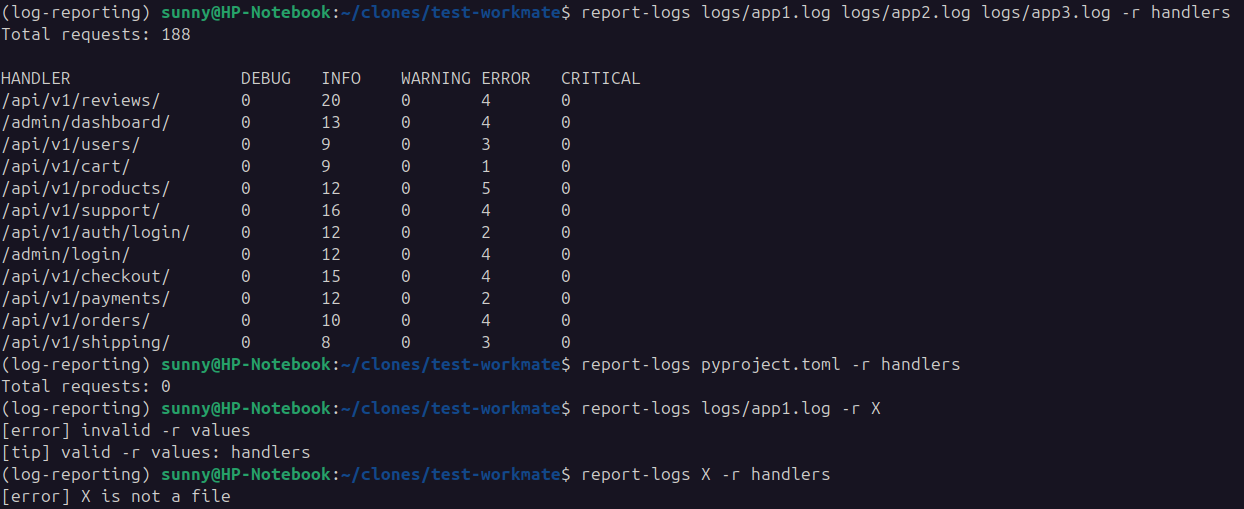 (log-reporting) sunny@HP-Notebook:~/clones/test-workmate$ report-logs logs/app1.log logs/app2.log logs/app3.log -r handlers
Total requests: 188

HANDLER                 DEBUG   INFO    WARNING ERROR   CRITICAL
/api/v1/reviews/        0       20      0       4       0
/admin/dashboard/       0       13      0       4       0
/api/v1/users/          0       9       0       3       0
/api/v1/cart/           0       9       0       1       0
/api/v1/products/       0       12      0       5       0
/api/v1/support/        0       16      0       4       0
/api/v1/auth/login/     0       12      0       2       0
/admin/login/           0       12      0       4       0
/api/v1/checkout/       0       15      0       4       0
/api/v1/payments/       0       12      0       2       0
/api/v1/orders/         0       10      0       4       0
/api/v1/shipping/       0       8       0       3       0
(log-reporting) sunny@HP-Notebook:~/clones/test-workmate$ report-logs pyproject.toml -r handlers
Total requests: 0
(log-reporting) sunny@HP-Notebook:~/clones/test-workmate$ report-logs logs/app1.log -r X
[error] invalid -r values
[tip] valid -r values: handlers
(log-reporting) sunny@HP-Notebook:~/clones/test-workmate$ report-logs X -r handlers
[error] X is not a file